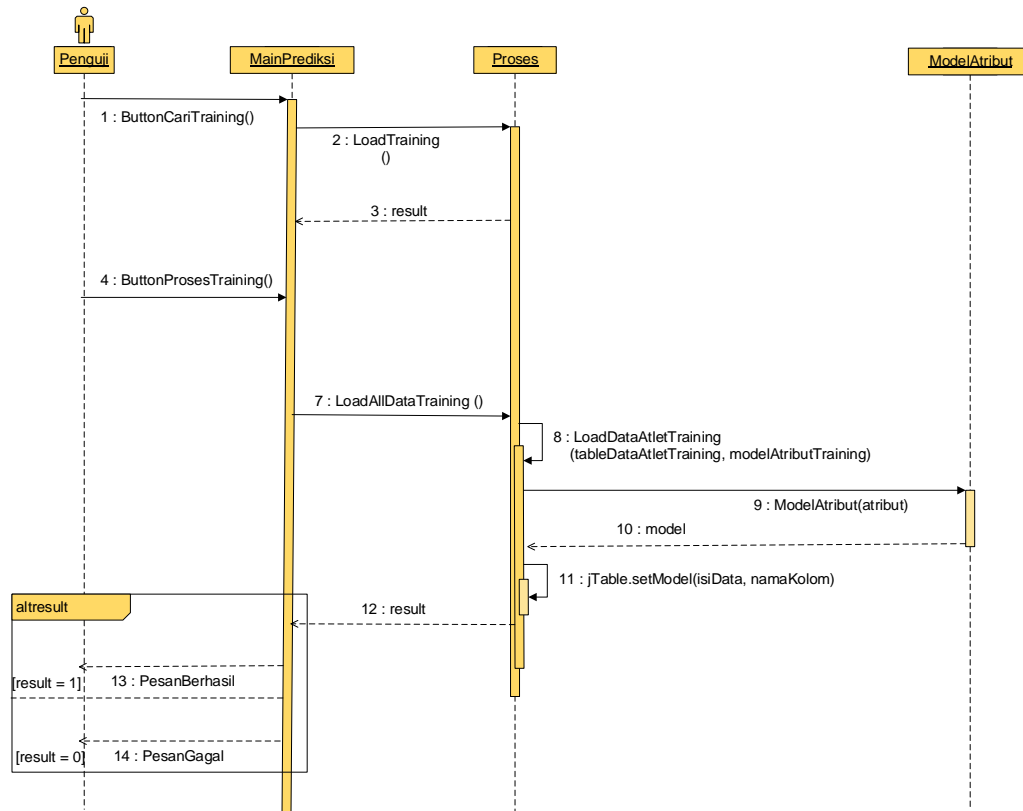 Penguji
MainPrediksi
Proses
ModelAtribut
1 : ButtonCariTraining()
2 : LoadTraining
()
3 : result
4 : ButtonProsesTraining()
7 : LoadAllDataTraining ()
8 : LoadDataAtletTraining
(tableDataAtletTraining, modelAtributTraining)
9 : ModelAtribut(atribut)
10 : model
11 : jTable.setModel(isiData, namaKolom)
altresult
12 : result
[result = 1]
13 : PesanBerhasil
[result = 0]
14 : PesanGagal